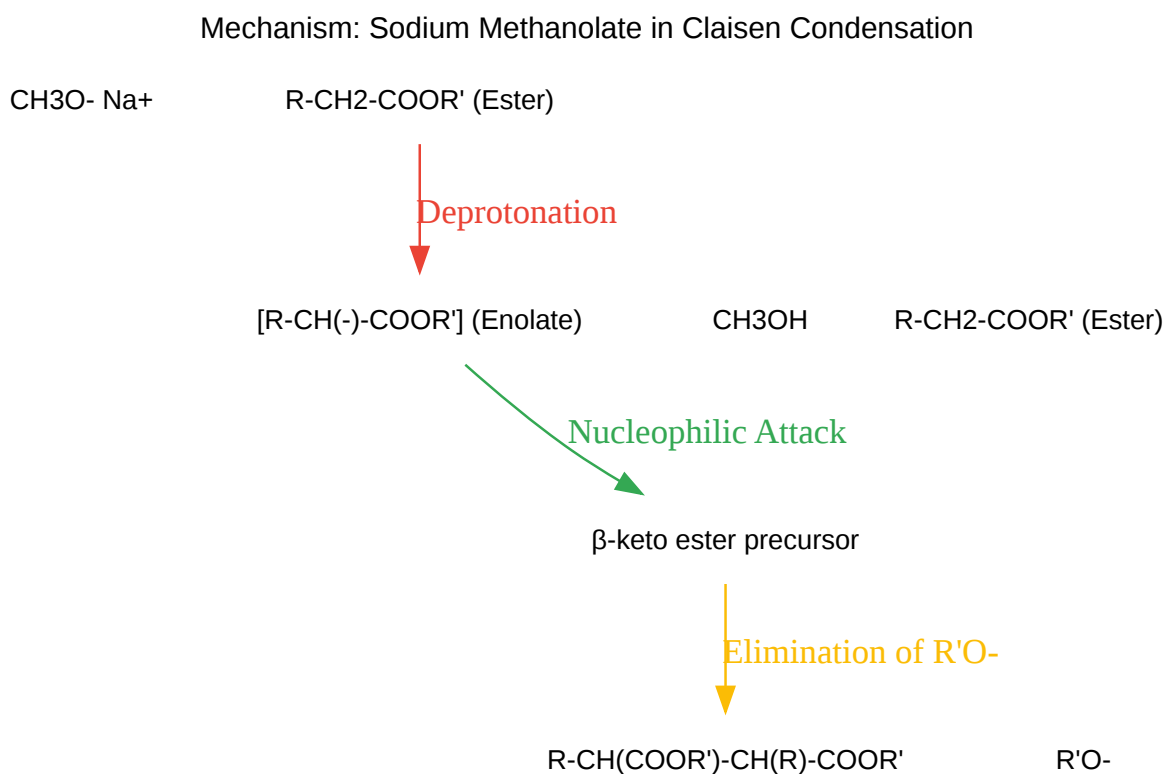 Mechanism: Sodium Methanolate in Claisen Condensation
CH3O- Na+
R-CH2-COOR' (Ester)
Deprotonation
[R-CH(-)-COOR'] (Enolate)
CH3OH
R-CH2-COOR' (Ester)
Nucleophilic Attack
β-keto ester precursor
Elimination of R'O-
R-CH(COOR')-CH(R)-COOR'
R'O-